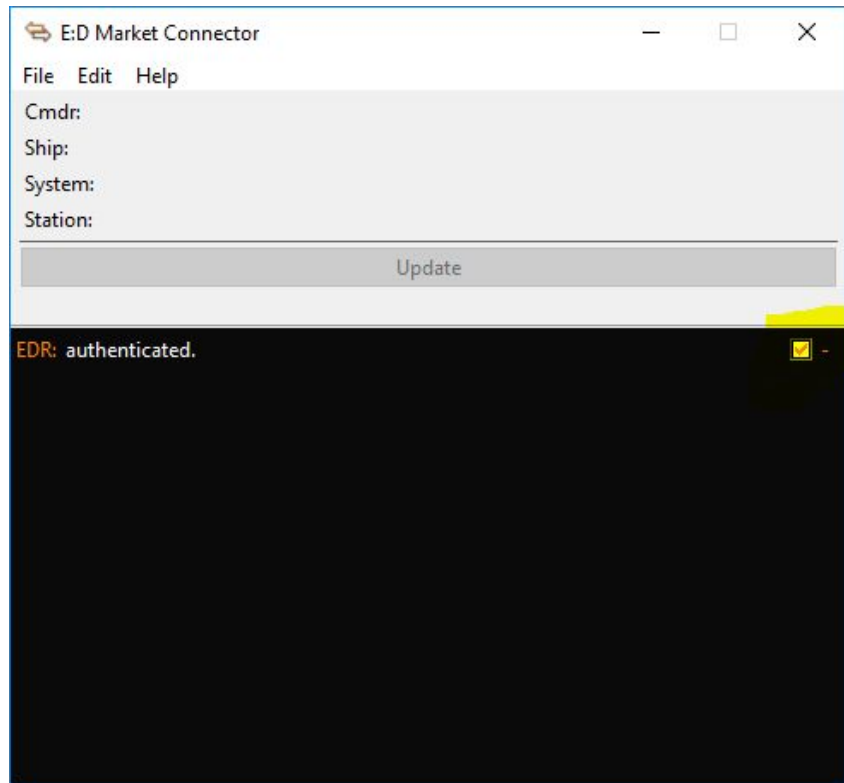 E:D Market Connector
File Edit Help
Cmdr:
Ship:
System:
Station:
Update
EDR: authenticated. -